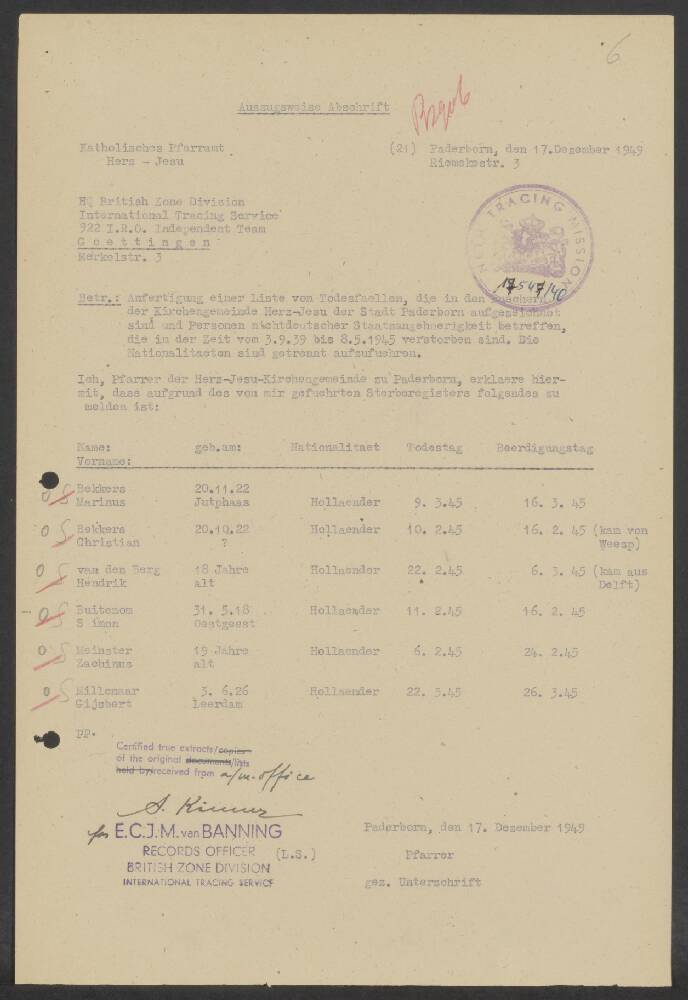 6
Auszugsweise Abschrift
Katholisches Pfarramt
Herz - Jesu
(21) Paderborn, den 17.Dezember 1949
Riemekestr. 3
HQ British Zone Division
International Tracing Service
922 I.R.O. Independent Team
Goettingen
Merkelstr. 3
TRACING MISSION
17547/40
Betr.: Anfertigung einer Liste von Todesfaellen, die in den Buechern
der Kirchengemeinde Herz-Jesu der Stadt Paderborn aufgezeichnet
sind und Personen nichtdeutscher Staatsangehoerigkeit betreffen,
die in der Zeit vom 3.9.39 bis 8.5.1945 verstorben sind. Die
Nationalitaeten sind getrennt aufzufuehren.
Ich, Pfarrer der Herz-Jesu-Kirchengemeinde zu Paderborn, erklaere hier-
mit, dass aufgrund des von mir gefuehrten Sterberegisters folgendes zu
melden ist:
Name: geb.am: Nationalitaet Todestag Beerdigungstag
Vorname:
Bekkers 20.11.22
Marinus Jutphaas Hollaender 9. 3.45 16. 3. 45
Bekkers 20.10.22 Hollaender 10. 2.45 16. 2. 45 (kam von
Christian ? Weesp)
van den Berg 18 Jahre Hollaender 22. 2.45 6. 3. 45 (kam aus
Hendrik alt Delft)
Buitenom 31. 5.18 Hollaender 11. 2.45 16. 2. 45
Simon Oestgeest
Meinster 19 Jahre Hollaender 6. 2.45 24. 2.45
Zachinus alt
Millenaar 3. 6.26 Hollaender 22. 3.45 26. 3.45
Gijsbert Leerdam
pp.
Certified true extracts/copies
of the original documents/lists
held by/received from a/m. office
for E.C.J.M. van BANNING
RECORDS OFFICER (L.S.)
BRITISH ZONE DIVISION
INTERNATIONAL TRACING SERVICE
Paderborn, den 17. Dezember 1949
Pfarrer
gez. Unterschrift